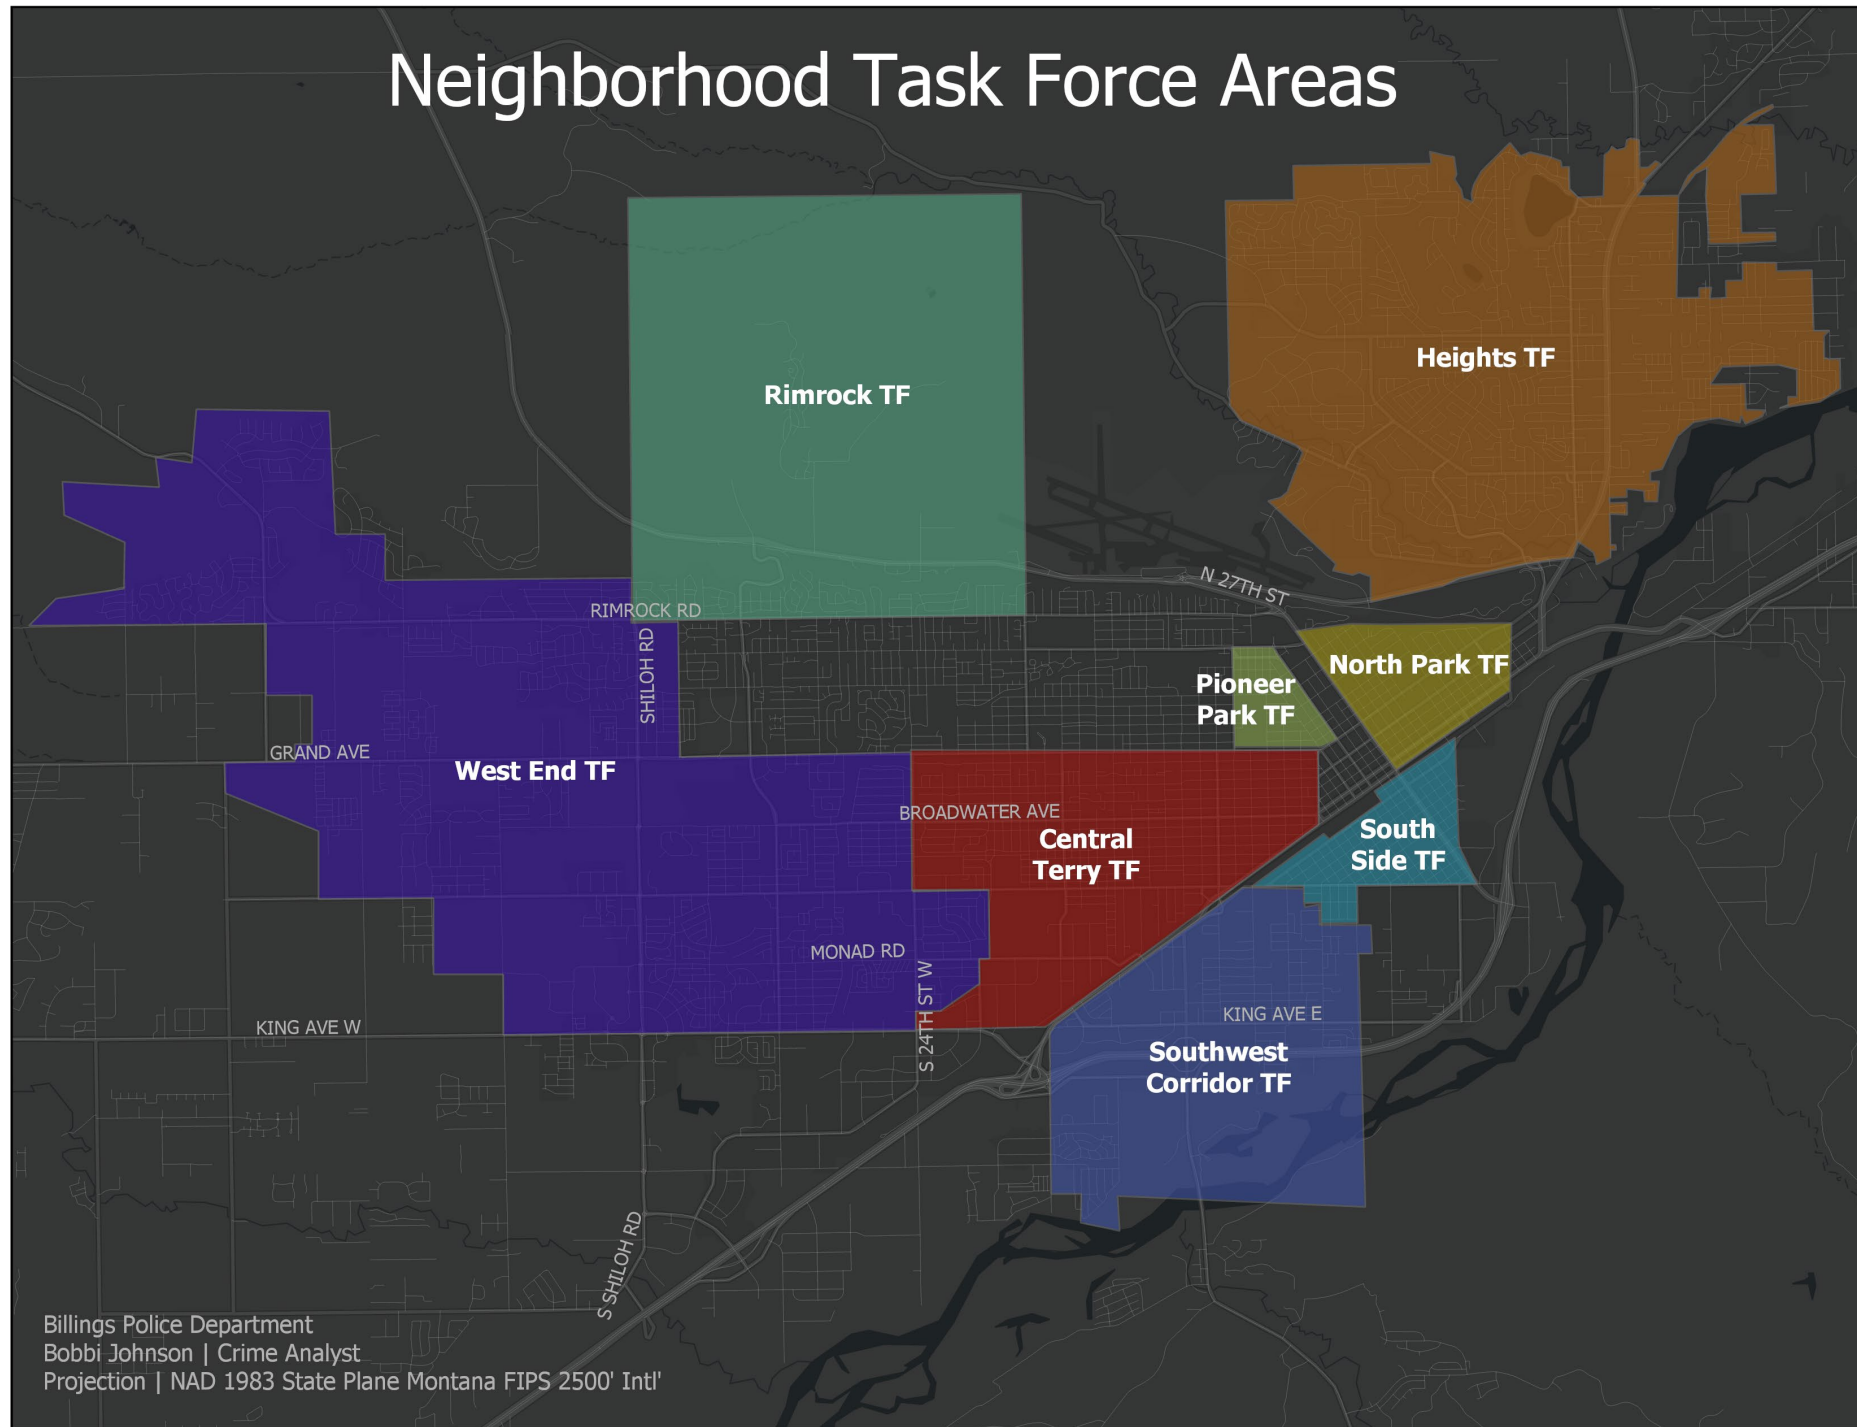 Neighborhood Task Force Areas
Heights TF
Rimrock TF
N 27TH ST
RIMROCK RD
SHILOH RD
North Park TF
Pioneer
Park TF
GRAND AVE
West End TF
BROADWATER AVE
Central
Terry TF
South
Side TF
MONAD RD
S 24TH ST W
KING AVE W
KING AVE E
Southwest
Corridor TF
S SHILOH RD
Billings Police Department
Bobbi Johnson | Crime Analyst
Projection | NAD 1983 State Plane Montana FIPS 2500' Intl'